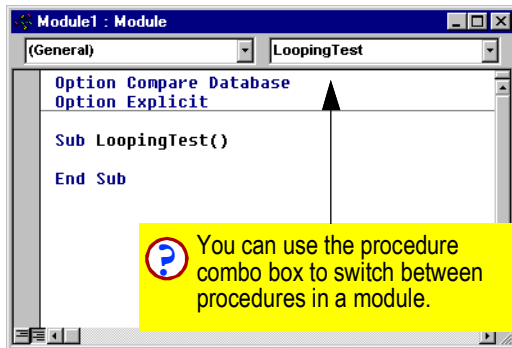 Module1 : Module
(General) LoopingTest
Option Compare Database
Option Explicit
Sub LoopingTest()
End Sub
? You can use the procedure
combo box to switch between
procedures in a module.